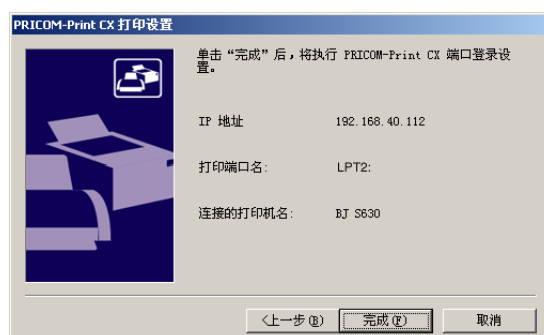 PRICOM-Print CX 打印设置
单击“完成”后，将执行 PRICOM-Print CX 端口登录设
置。
IP 地址 192.168.40.112
打印端口名： LPT2:
连接的打印机名： BJ S630
<上一步(B) 完成(F) 取消